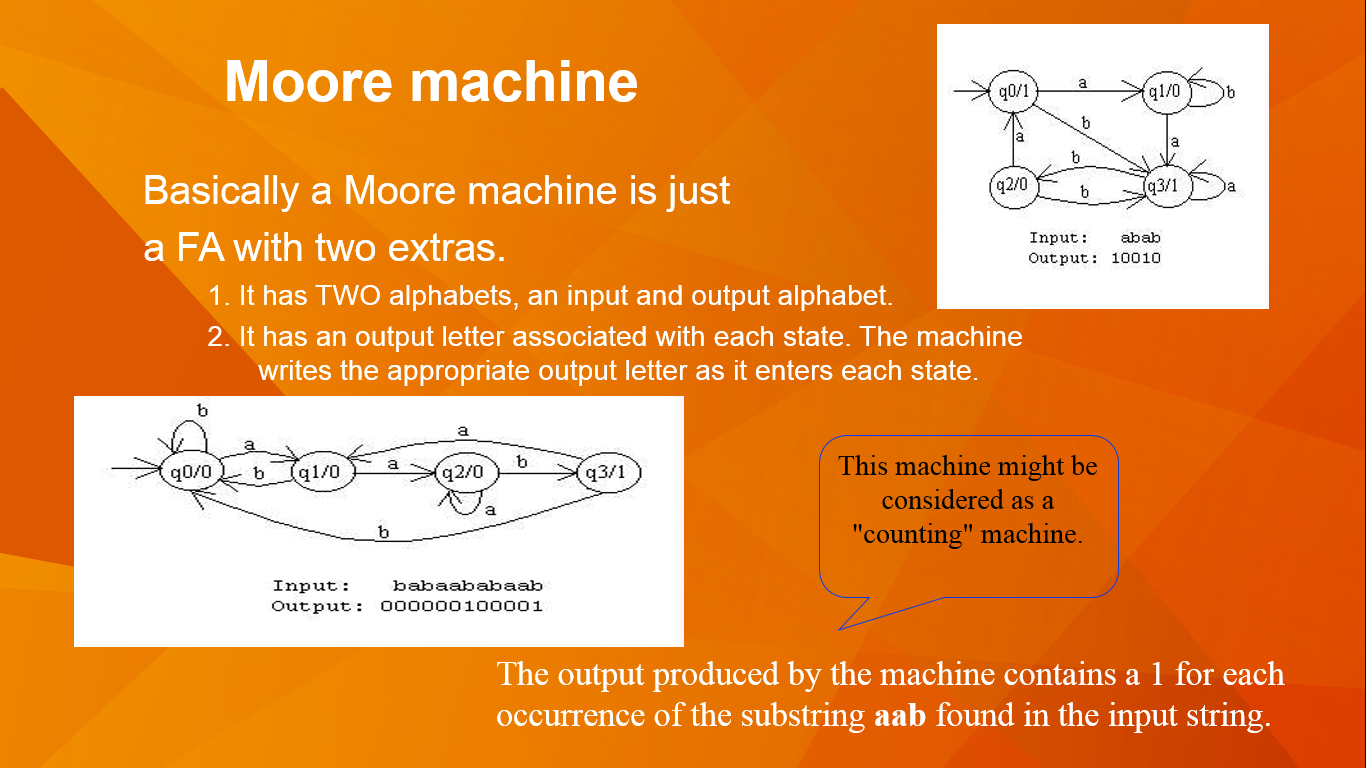 Moore machine
Basically a Moore machine is just
a FA with two extras.
1. It has TWO alphabets, an input and output alphabet.
2. It has an output letter associated with each state. The machine
writes the appropriate output letter as it enters each state.
q0/1
a
q1/0
b
b
a
a
b
q2/0
b
q3/1
a
Input: abab
Output: 10010
b
a
a
q0/0
b
q1/0
a
q2/0
b
q3/1
a
b
Input: babaababaab
Output: 000000100001
This machine might be
considered as a
"counting" machine.
The output produced by the machine contains a 1 for each
occurrence of the substring aab found in the input string.